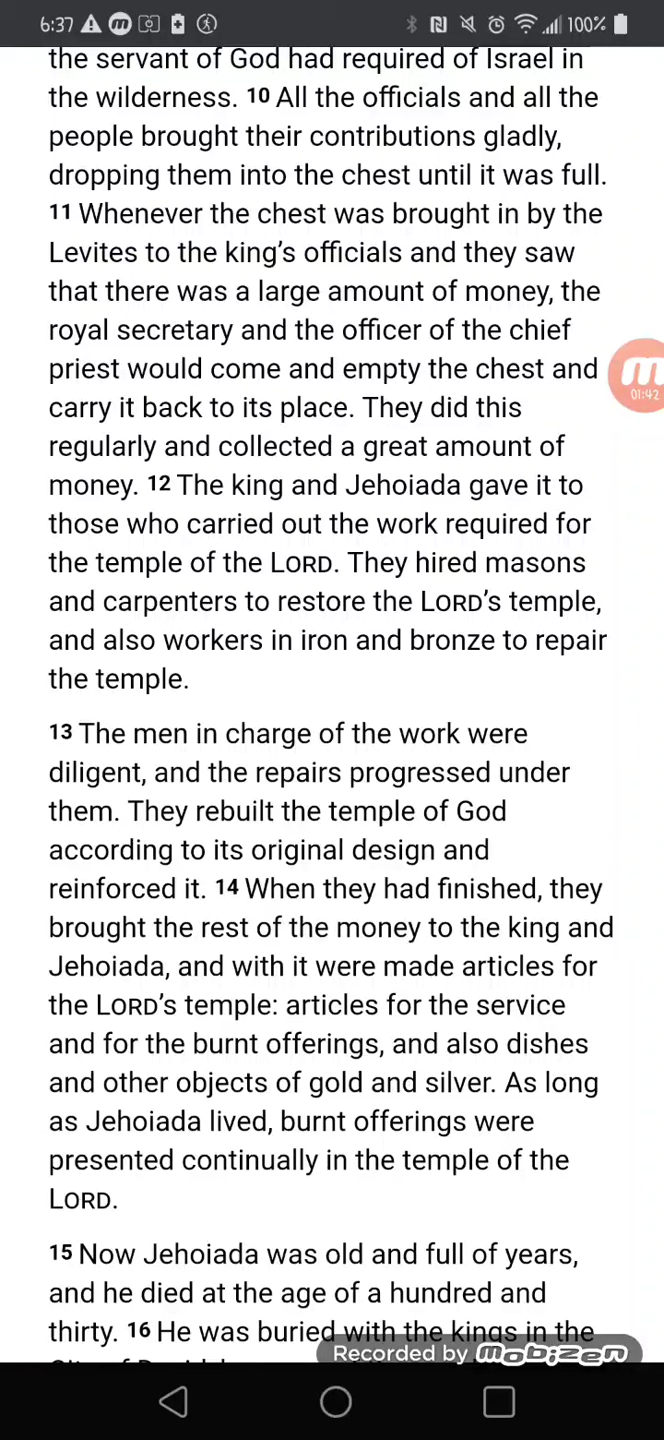 6:37
100%
the servant of God had required of Israel in
the wilderness. 10 All the officials and all the
people brought their contributions gladly,
dropping them into the chest until it was full.
11 Whenever the chest was brought in by the
Levites to the king’s officials and they saw
that there was a large amount of money, the
royal secretary and the officer of the chief
priest would come and empty the chest and
carry it back to its place. They did this
regularly and collected a great amount of
money. 12 The king and Jehoiada gave it to
those who carried out the work required for
the temple of the LORD. They hired masons
and carpenters to restore the LORD’s temple,
and also workers in iron and bronze to repair
the temple.
m
01:42
13 The men in charge of the work were
diligent, and the repairs progressed under
them. They rebuilt the temple of God
according to its original design and
reinforced it. 14 When they had finished, they
brought the rest of the money to the king and
Jehoiada, and with it were made articles for
the LORD’s temple: articles for the service
and for the burnt offerings, and also dishes
and other objects of gold and silver. As long
as Jehoiada lived, burnt offerings were
presented continually in the temple of the
LORD.
15 Now Jehoiada was old and full of years,
and he died at the age of a hundred and
thirty. 16 He was buried with the kings in the
Recorded by mobizen